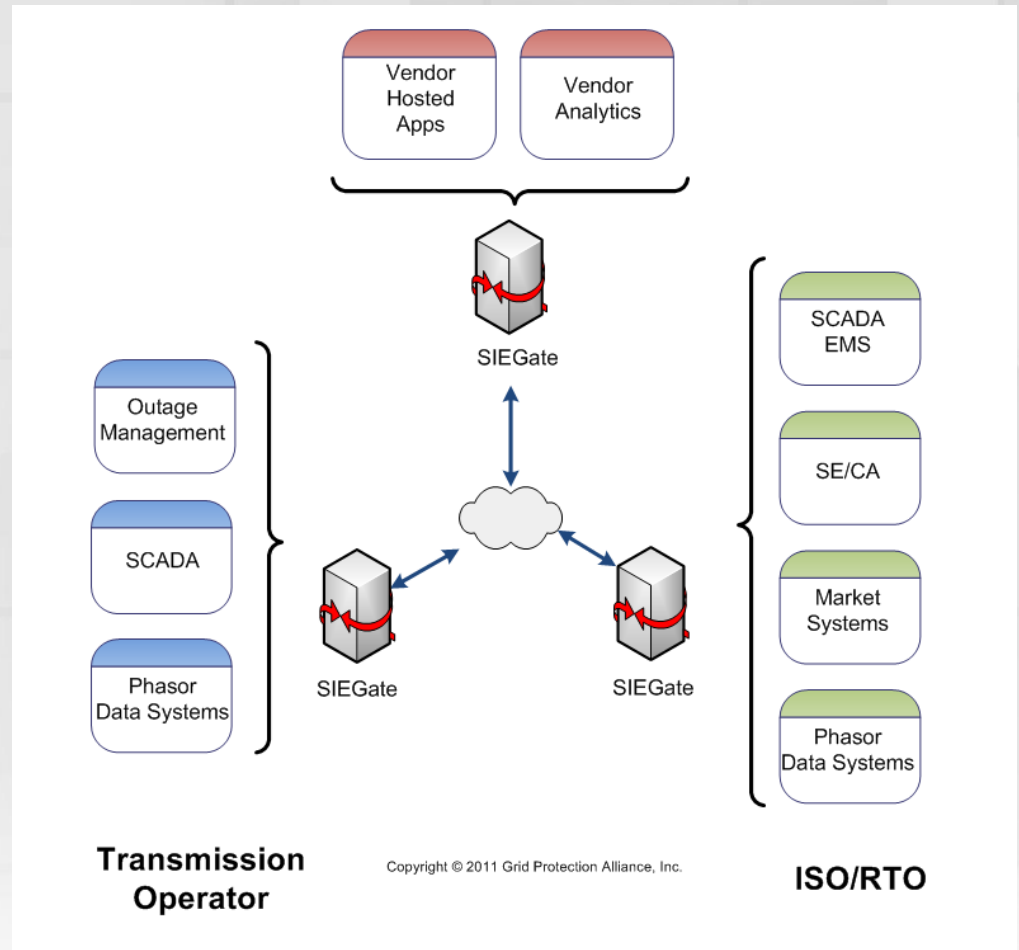 Vendor
Hosted
Apps
Vendor
Analytics
SIEGate
Outage
Management
SCADA
Phasor
Data Systems
SIEGate
SIEGate
SCADA
EMS
SE/CA
Market
Systems
Phasor
Data Systems
Transmission
Operator
Copyright © 2011 Grid Protection Alliance, Inc.
ISO/RTO